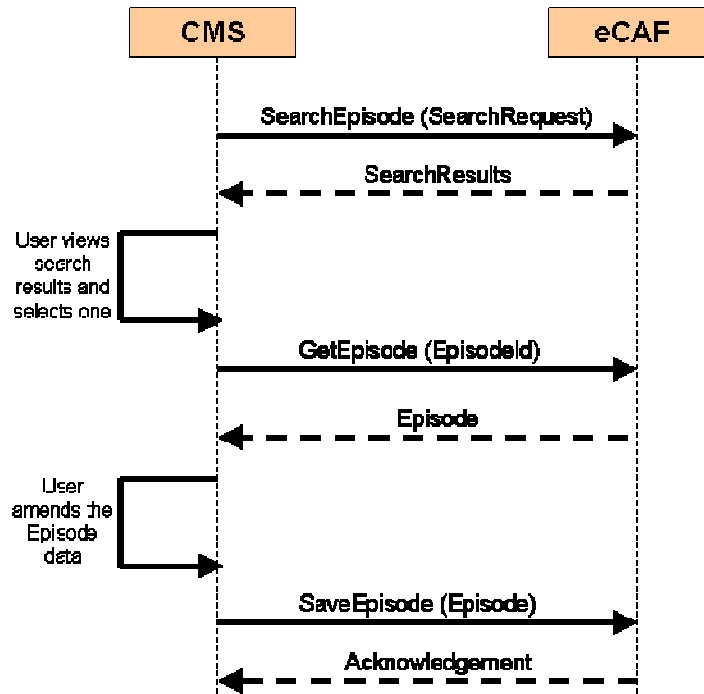 CMS
eCAF
SearchEpisode (SearchRequest)
SearchResults
User views
search
results and
selects one
GetEpisode (EpisodeId)
Episode
User
amends the
Episode
data
SaveEpisode (Episode)
Acknowledgement